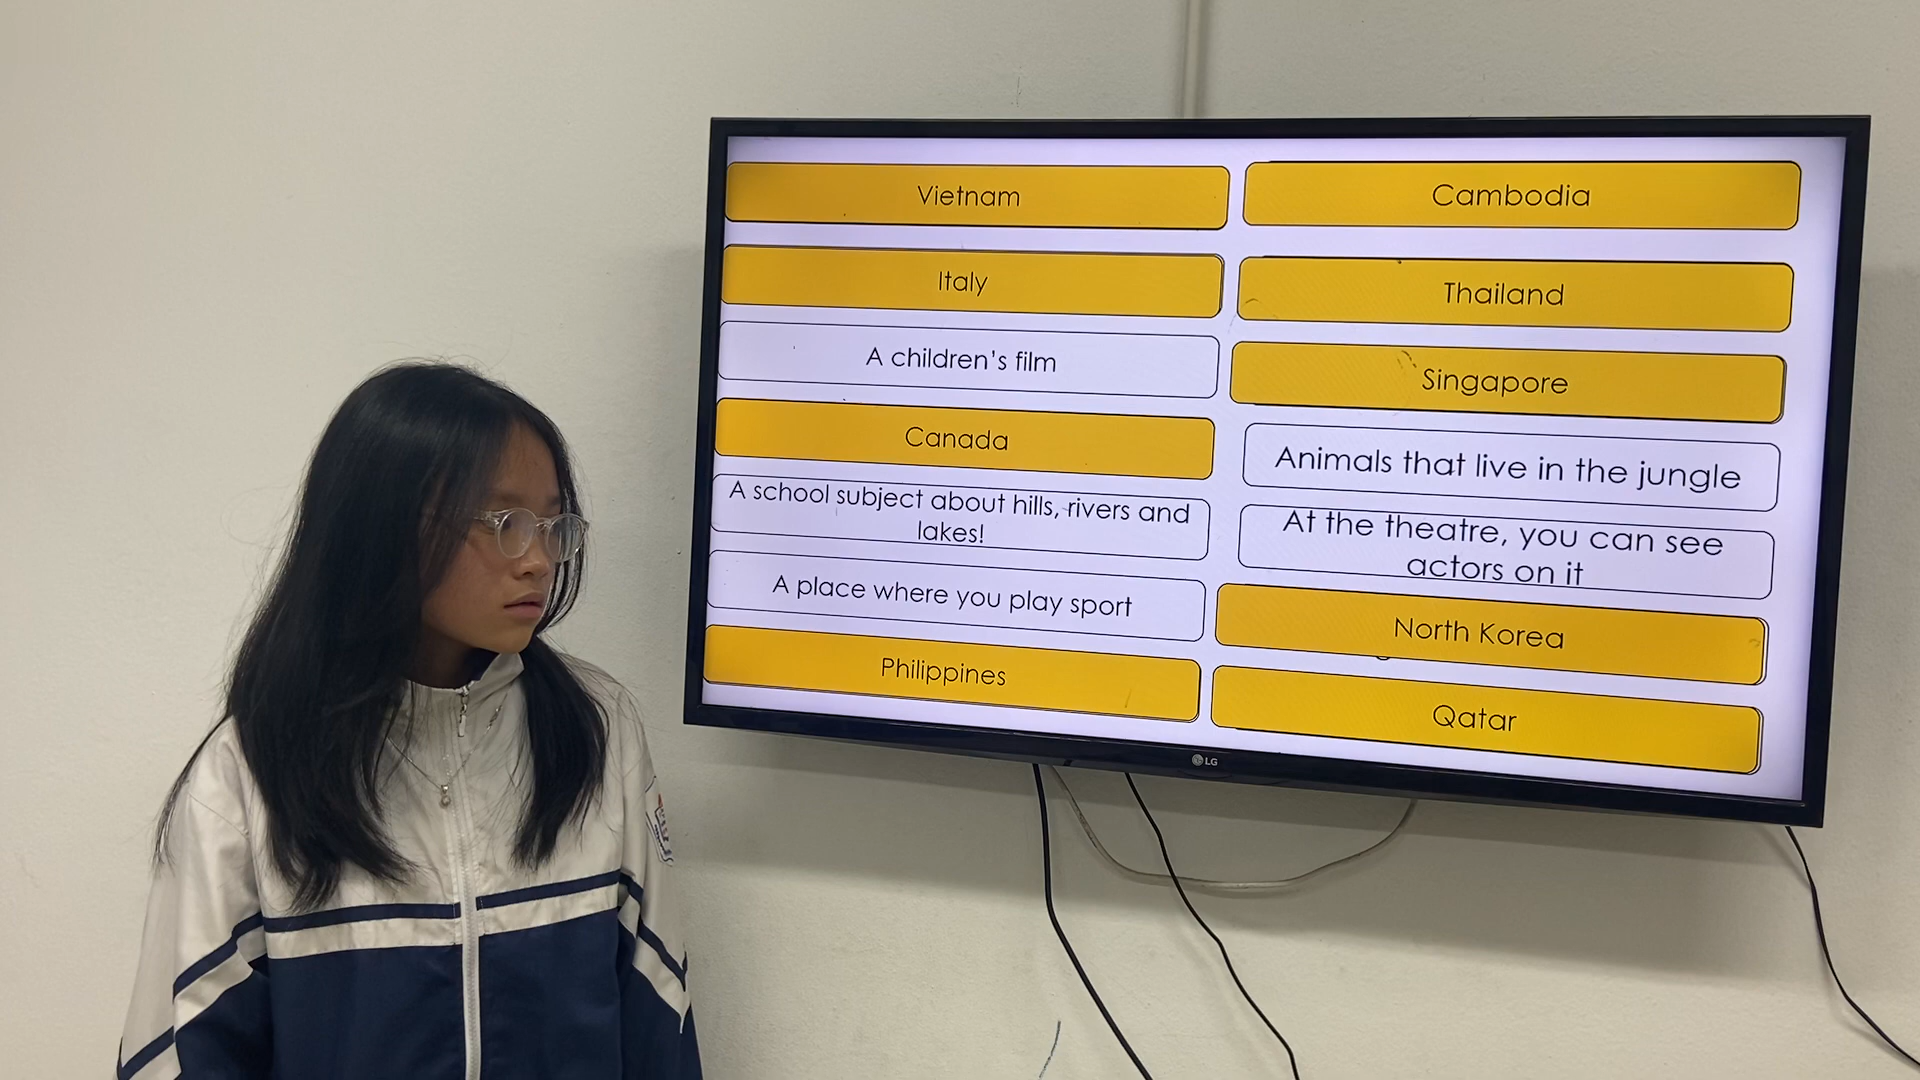 Vietnam
Italy
A children's film
Canada
A school subject about hills, rivers and
lakes!
A place where you play sport
Philippines
Cambodia
Thailand
Singapore
Animals that live in the jungle
At the theatre, you can see
actors on it
North Korea
Qatar
LG